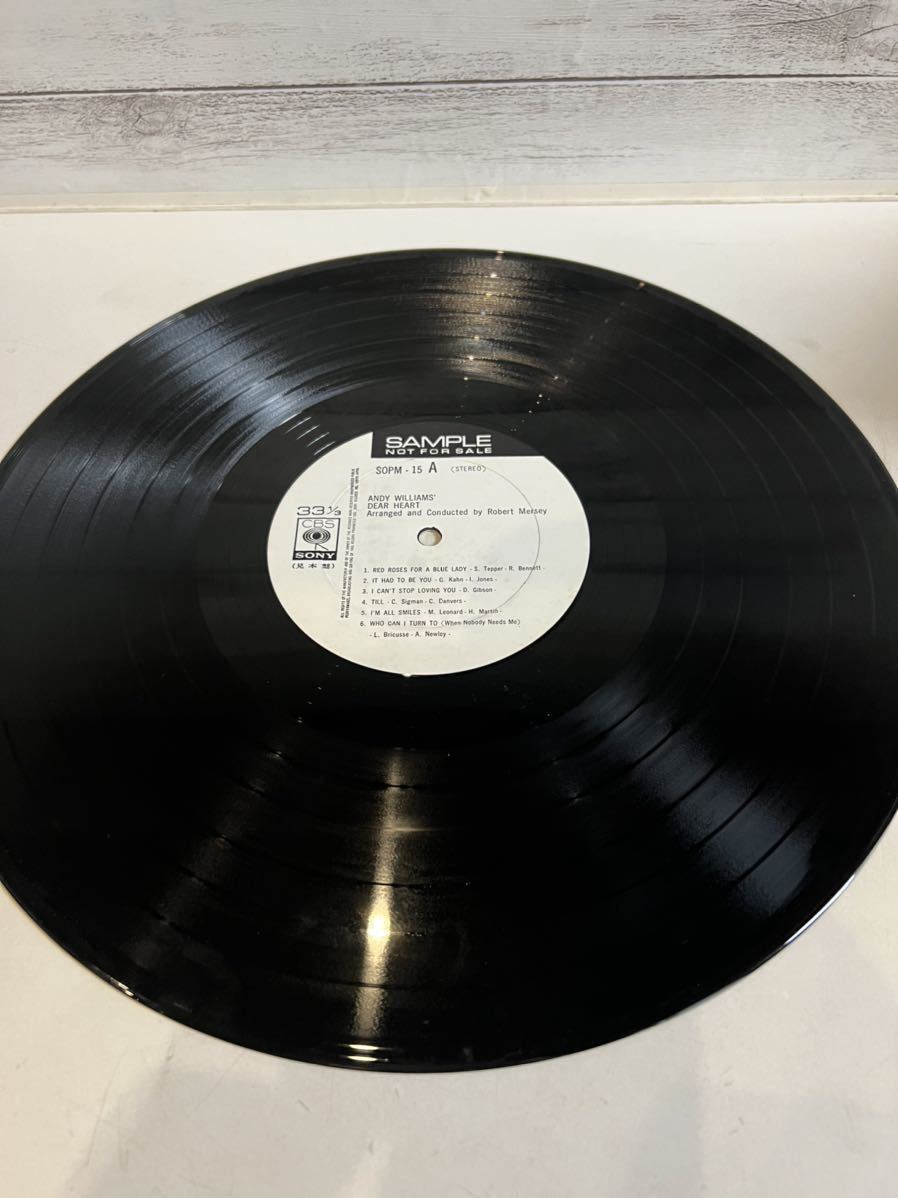 SAMPLE
NOT FOR SALE
SOPM - 15 A (STEREO)
ANDY WILLIAMS'
DEAR HEART
Arranged and Conducted by Robert Mersey
33 1/3
CBS
SONY
(見本盤)
1. RED ROSES FOR A BLUE LADY - S. Tepper - R. Bennett -
2. IT HAD TO BE YOU - G. Kahn - I. Jones -
3. I CAN'T STOP LOVING YOU - D. Gibson -
4. TILL - C. Sigman - C. Danvers -
5. I'M ALL SMILES - M. Leonard - H. Martin -
6. WHO CAN I TURN TO (When Nobody Needs Me)
- L. Bricusse - A. Newley -